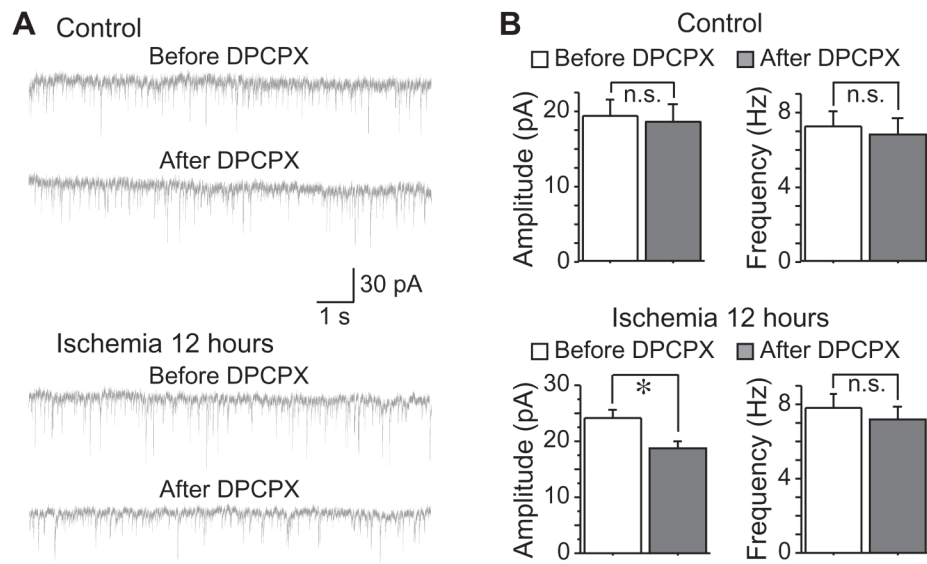 A Control
Before DPCPX
After DPCPX
30 pA
1 s
Ischemia 12 hours
Before DPCPX
After DPCPX
B Control
Before DPCPX After DPCPX
Amplitude (pA)
20
10
0
n.s.
Frequency (Hz)
8
4
0
n.s.
Ischemia 12 hours
Before DPCPX After DPCPX
Amplitude (pA)
30
20
10
0
*
Frequency (Hz)
8
4
0
n.s.